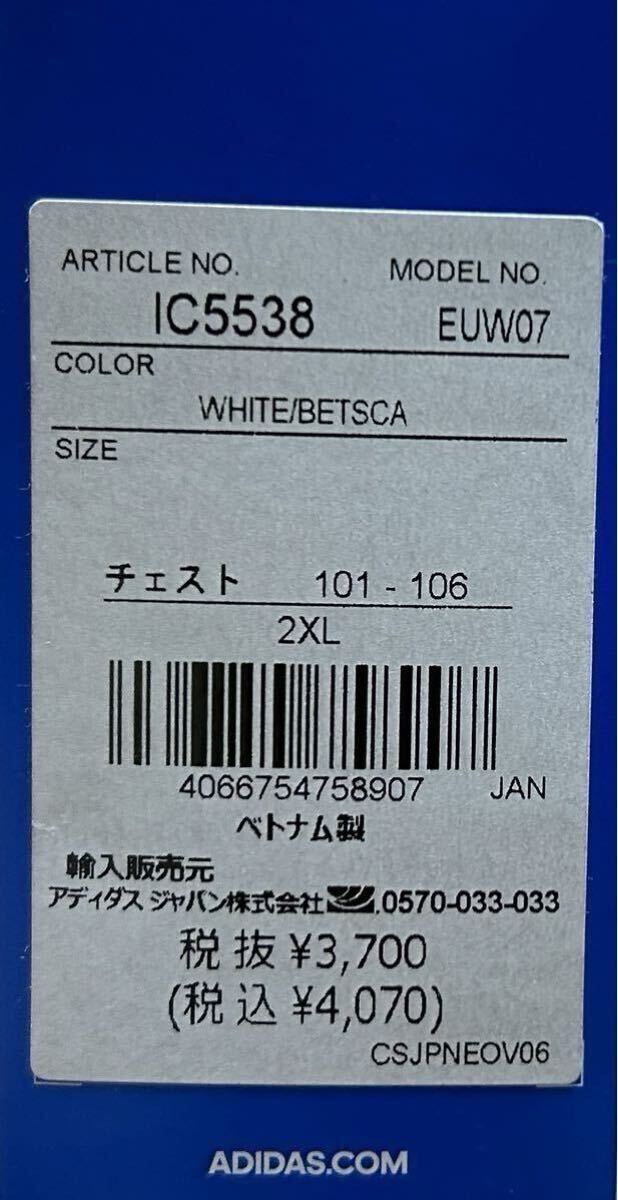 ARTICLE NO. MODEL NO.
IC5538 EUW07
COLOR
WHITE/BETSCA
SIZE
チェスト 101 - 106
2XL
4066754758907 JAN
ベトナム製
輸入販売元
アディダス ジャパン株式会社 0570-033-033
税抜 ¥3,700
(税込 ¥4,070)
CSJPNEOV06
ADIDAS.COM